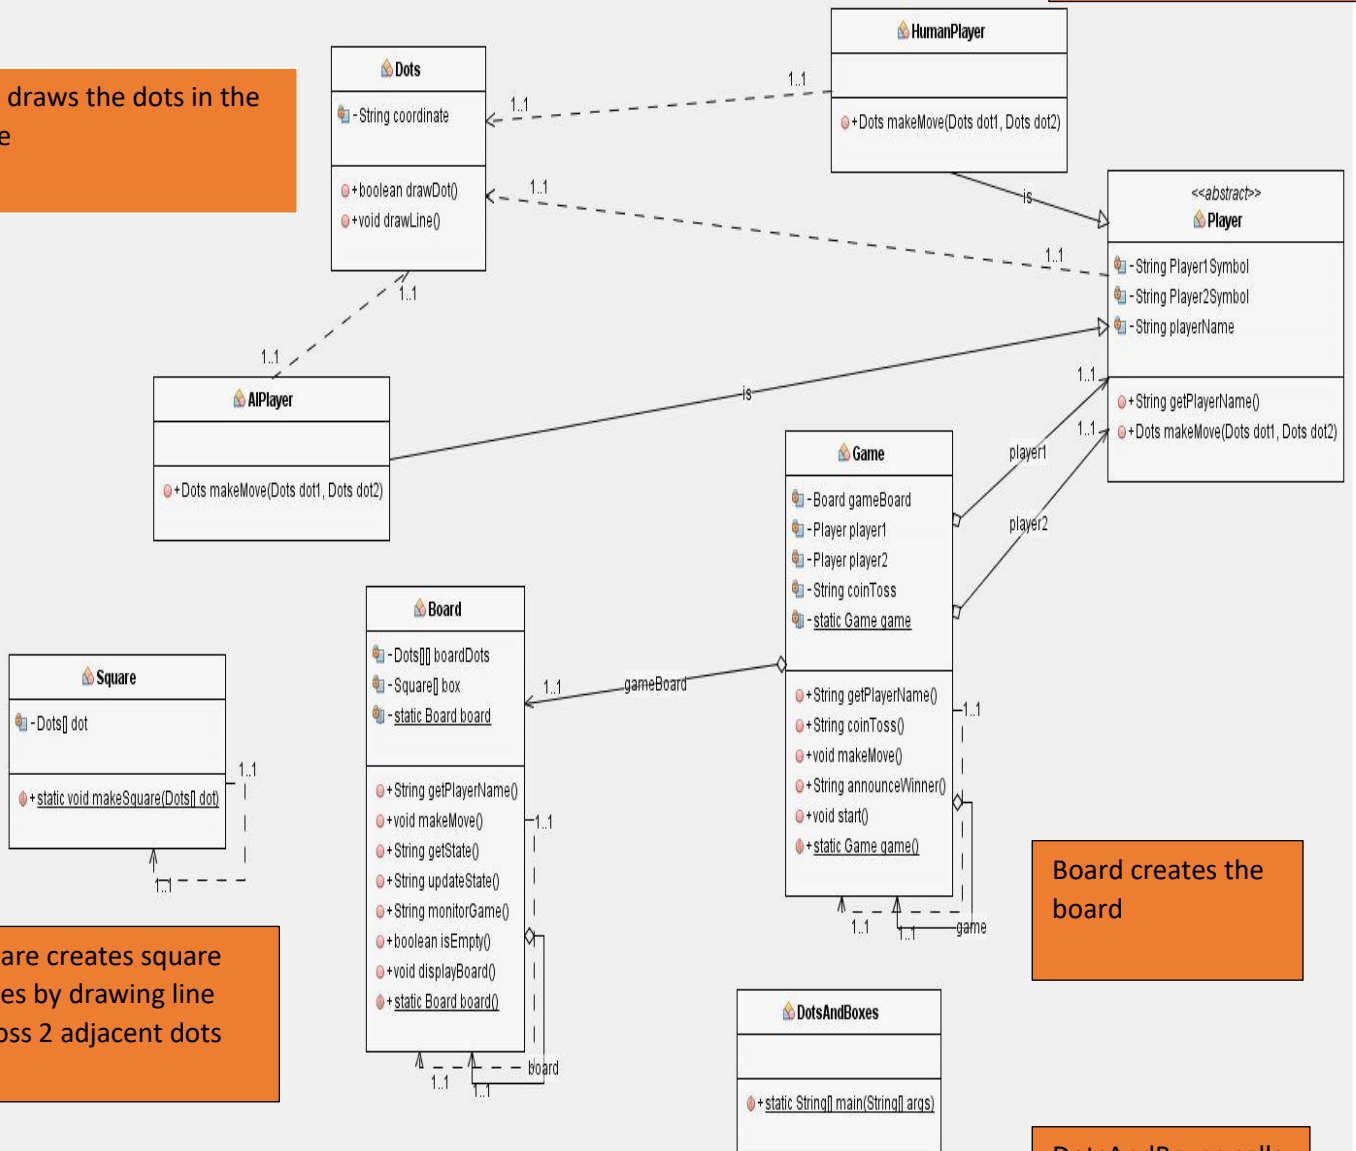 HumanPlayer
+Dots makeMove(Dots dot1, Dots dot2)
Dots
-String coordinate
+boolean drawDot()
+void drawLine()
draws the dots in the
1..1
1..1
1..1
1..1
is
<<abstract>>
Player
-String Player1Symbol
-String Player2Symbol
-String playerName
+String getPlayerName()
+Dots makeMove(Dots dot1, Dots dot2)
1..1
1..1
AIPlayer
+Dots makeMove(Dots dot1, Dots dot2)
is
1..1
1..1
player1
player2
Game
-Board gameBoard
-Player player1
-Player player2
-String coinToss
-static Game game
+String getPlayerName()
+String coinToss()
+void makeMove()
+String announceWinner()
+void start()
+static Game game()
1..1
1..1
1..1
game
gameBoard
1..1
Board
-Dots[][] boardDots
-Square[] box
-static Board board
+String getPlayerName()
+void makeMove()
+String getState()
+String updateState()
+String monitorGame()
+boolean isEmpty()
+void displayBoard()
+static Board board()
1..1
1..1
1..1
board
Square
-Dots[] dot
+static void makeSquare(Dots[] dot)
1..1
1..1
Board creates the
board
are creates square
es by drawing line
oss 2 adjacent dots
DotsAndBoxes
+static String[] main(String[] args)